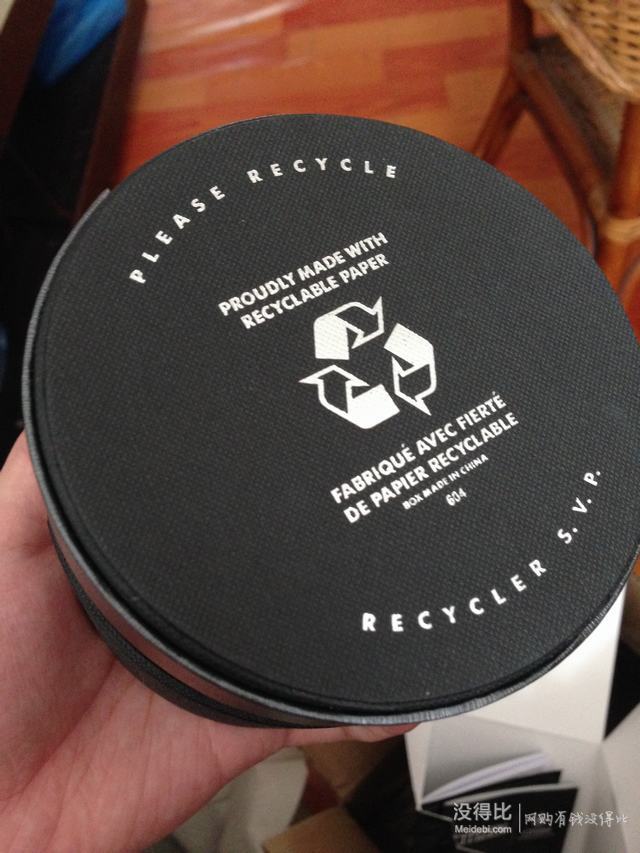 PLEASE RECYCLE
PROUDLY MADE WITH
RECYCLABLE PAPER
FABRIQUÉ AVEC FIERTÉ
DE PAPIER RECYCLABLE
BOX MADE IN CHINA
604
RECYCLER S.V.P.
没得比
Meidebi.com
网购有钱没得比